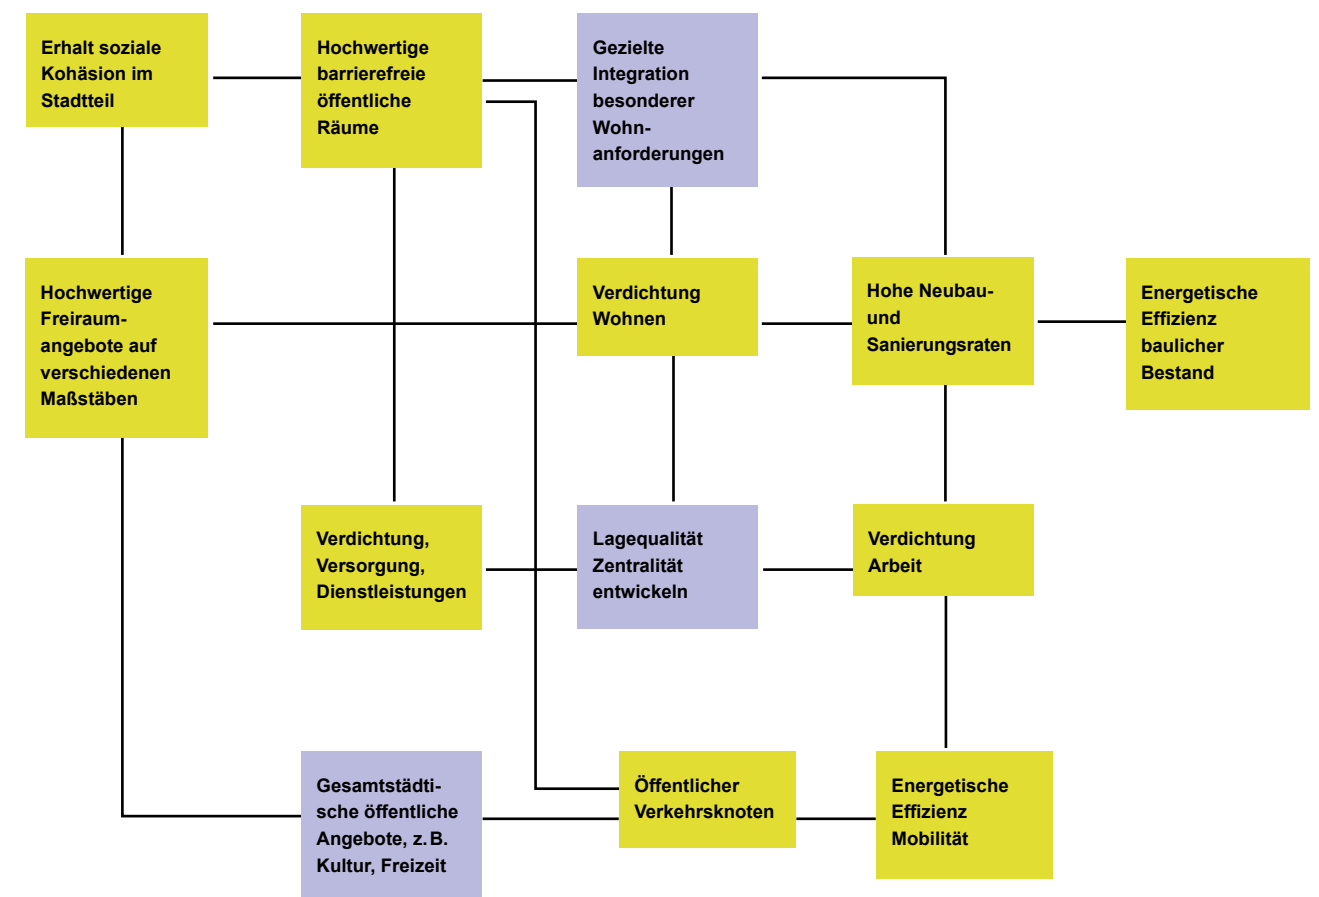 Erhalt soziale
Kohäsion im
Stadtteil
Hochwertige
barrierefreie
öffentliche
Räume
Gezielte
Integration
besonderer
Wohn-
anforderungen
Hochwertige
Freiraum-
angebote auf
verschiedenen
Maßstäben
Verdichtung
Wohnen
Hohe Neubau-
und
Sanierungsraten
Energetische
Effizienz
baulicher
Bestand
Verdichtung,
Versorgung,
Dienstleistungen
Lagequalität
Zentralität
entwickeln
Verdichtung
Arbeit
Gesamtstädti-
sche öffentliche
Angebote, z. B.
Kultur, Freizeit
Öffentlicher
Verkehrsknoten
Energetische
Effizienz
Mobilität